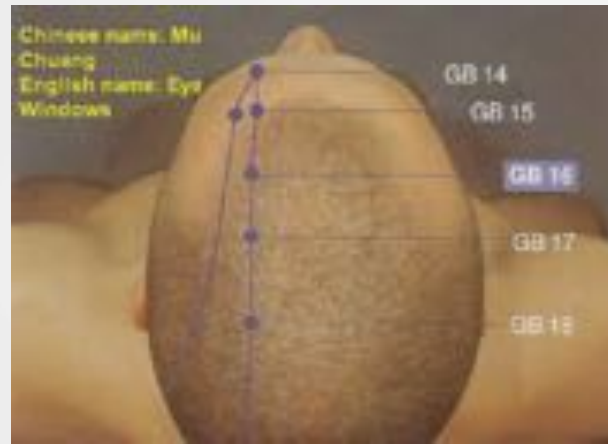 Chinese name: Mu
Chuang
English name: Eye
Windows
GB 14
GB 15
GB 16
GB 17
GB 18